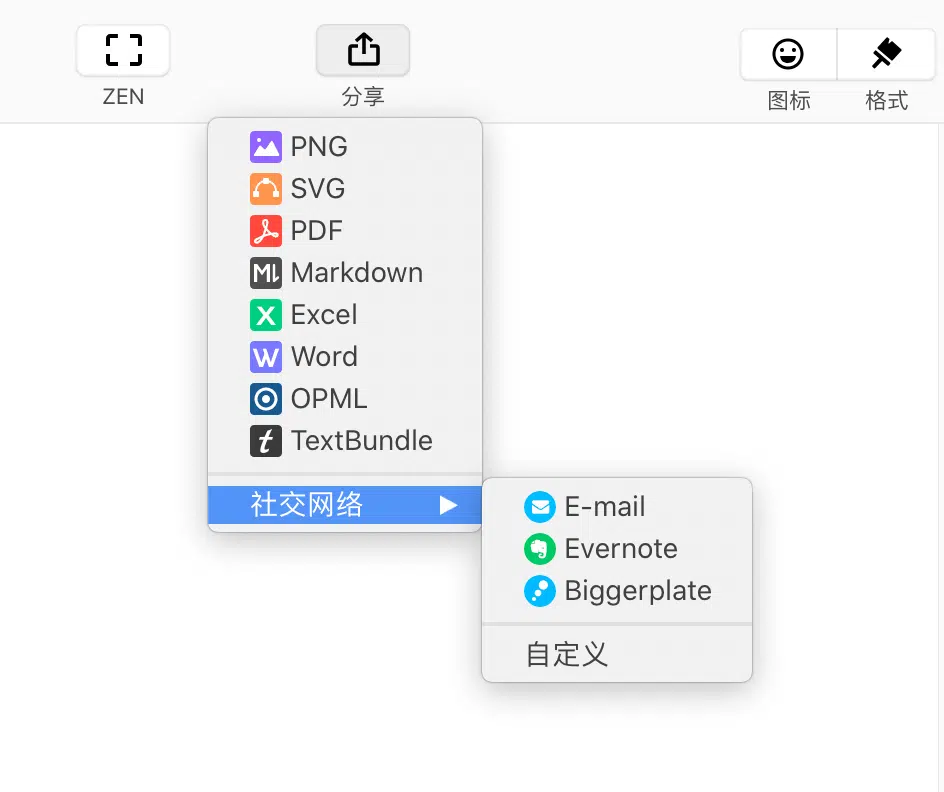 ZEN
分享
图标
格式
PNG
SVG
PDF
Markdown
Excel
Word
OPML
TextBundle
社交网络
E-mail
Evernote
Biggerplate
自定义